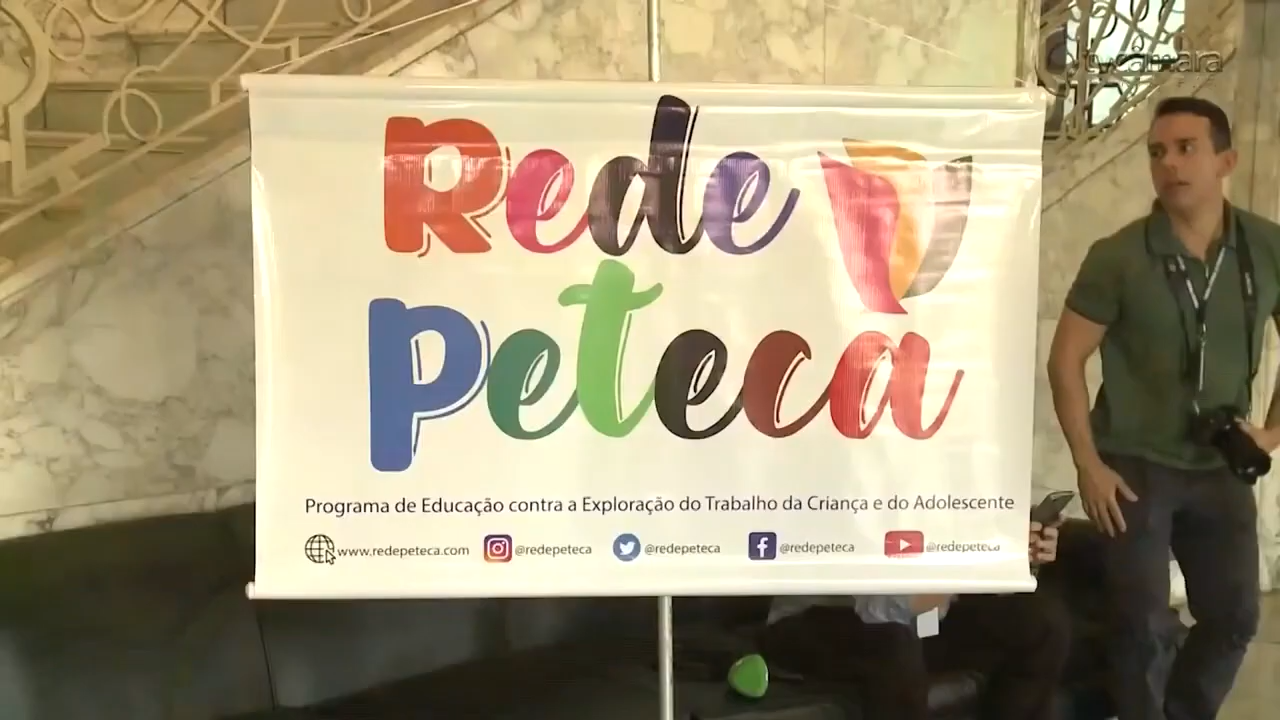 tvcâmara
Rede
Peteca
Programa de Educação contra a Exploração do Trabalho da Criança e do Adolescente
www.redepeteca.com @redepeteca @redepeteca @redepeteca @redepeteca